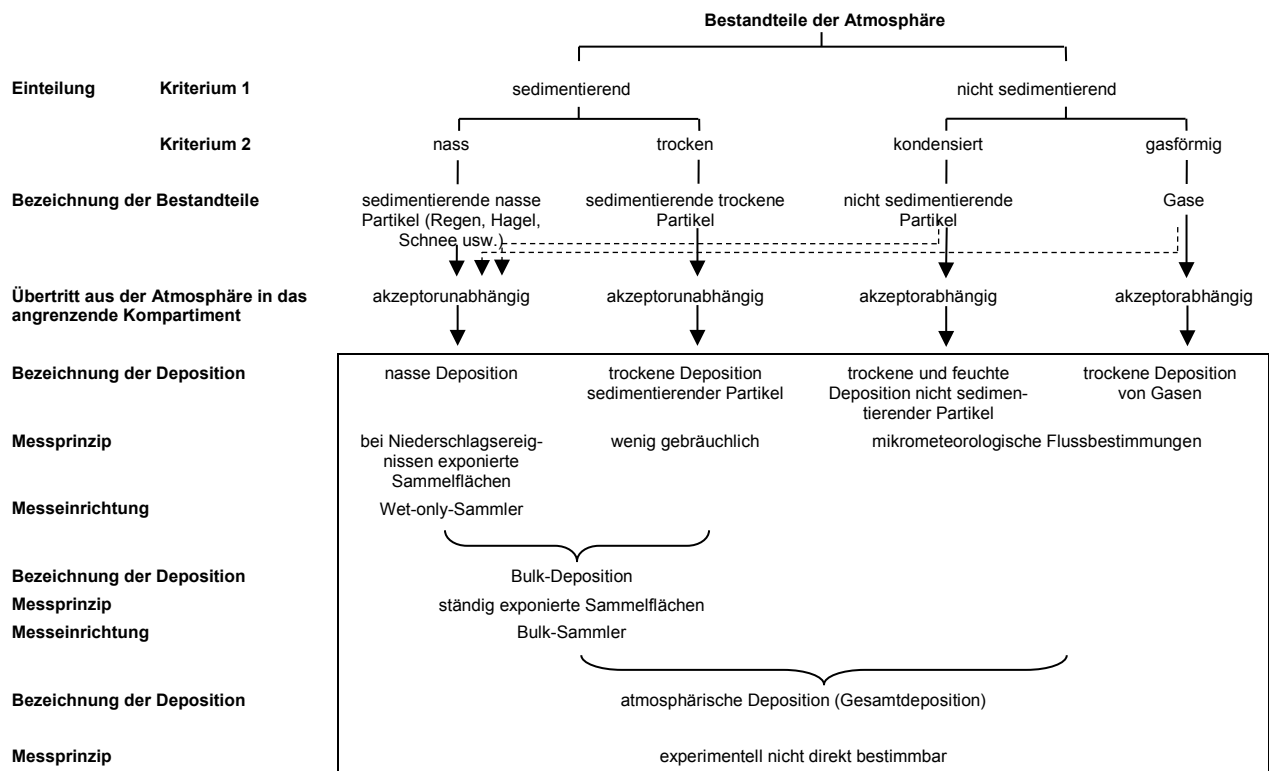 Bestandteile der Atmosphäre
Einteilung Kriterium 1 sedimentierend nicht sedimentierend
Kriterium 2 nass trocken kondensiert gasförmig
Bezeichnung der Bestandteile sedimentierende nasse sedimentierende trockene nicht sedimentierende Gase
Partikel (Regen, Hagel, Partikel Partikel
Schnee usw.)
Übertritt aus der Atmosphäre in das akzeptorunabhängig akzeptorunabhängig akzeptorabhängig akzeptorabhängig
angrenzende Kompartiment
Bezeichnung der Deposition nasse Deposition trockene Deposition trockene und feuchte trockene Deposition
sedimentierender Partikel Deposition nicht sedimen- von Gasen
tierender Partikel
Messprinzip bei Niederschlagsereig- wenig gebräuchlich mikrometeorologische Flussbestimmungen
nissen exponierte
Sammelflächen
Messeinrichtung Wet-only-Sammler
Bezeichnung der Deposition Bulk-Deposition
Messprinzip ständig exponierte Sammelflächen
Messeinrichtung Bulk-Sammler
Bezeichnung der Deposition atmosphärische Deposition (Gesamtdeposition)
Messprinzip experimentell nicht direkt bestimmbar